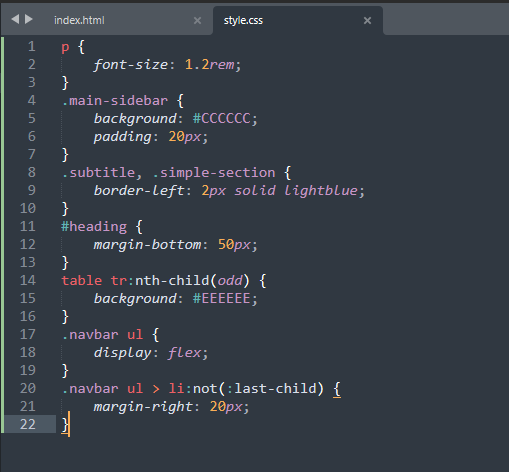 index.html × style.css ×
1 p {
2     font-size: 1.2rem;
3 }
4 .main-sidebar {
5     background: #CCCCCC;
6     padding: 20px;
7 }
8 .subtitle, .simple-section {
9     border-left: 2px solid lightblue;
10 }
11 #heading {
12     margin-bottom: 50px;
13 }
14 table tr:nth-child(odd) {
15     background: #EEEEEE;
16 }
17 .navbar ul {
18     display: flex;
19 }
20 .navbar ul > li:not(:last-child) {
21     margin-right: 20px;
22 }